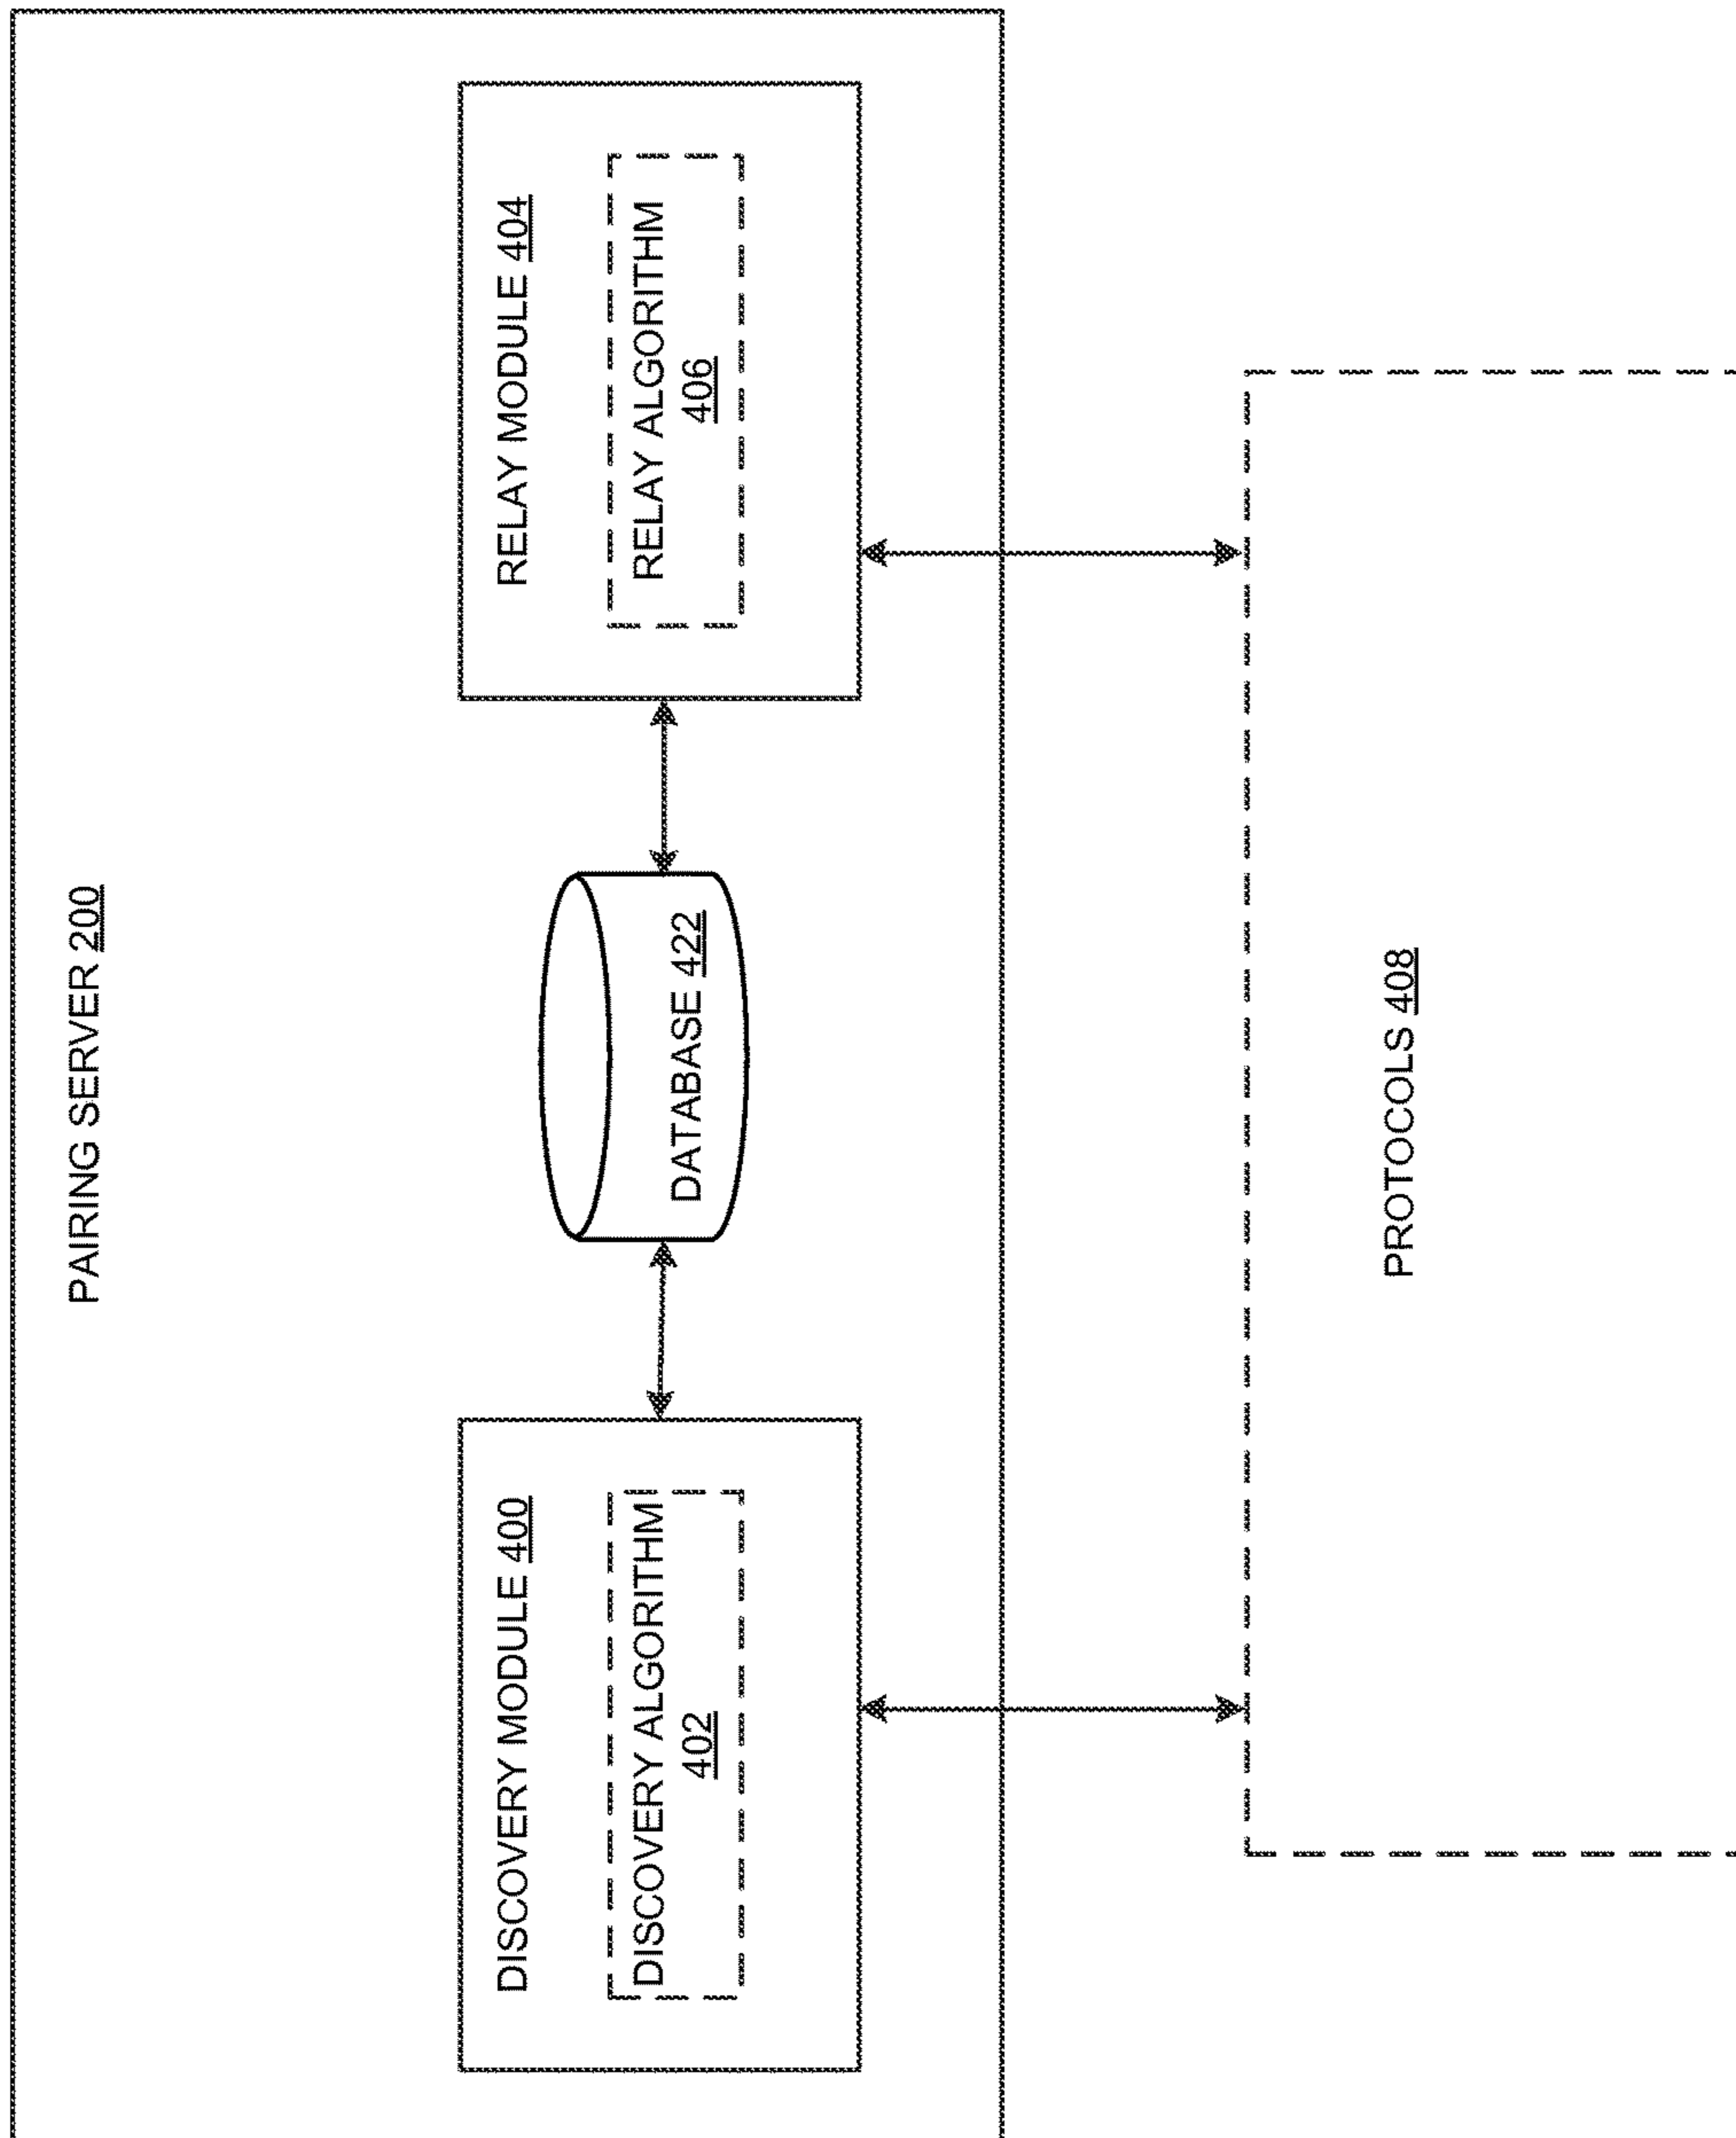 PAIRING SERVER 200
DISCOVERY MODULE 400
DISCOVERY ALGORITHM
402
DATABASE 422
RELAY MODULE 404
RELAY ALGORITHM
406
PROTOCOLS 408